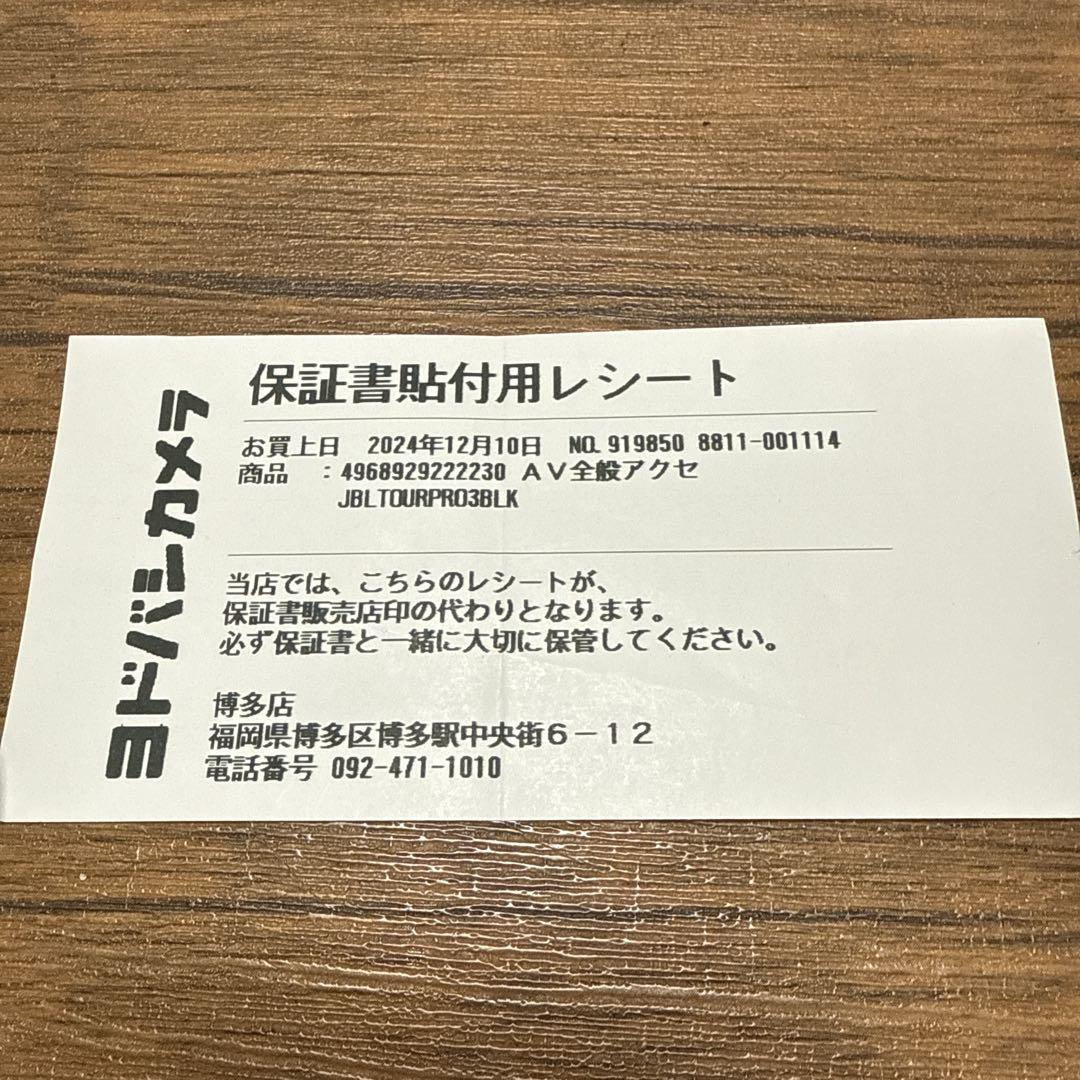 ヨドバシカメラ
保証書貼付用レシート
お買上日 2024年12月10日 NO. 919850 8811-001114
商品 :4968929222230 AV全般アクセ
JBLTOURPRO3BLK
当店では、こちらのレシートが、
保証書販売店印の代わりとなります。
必ず保証書と一緒に大切に保管してください。
博多店
福岡県博多区博多駅中央街6-12
電話番号 092-471-1010